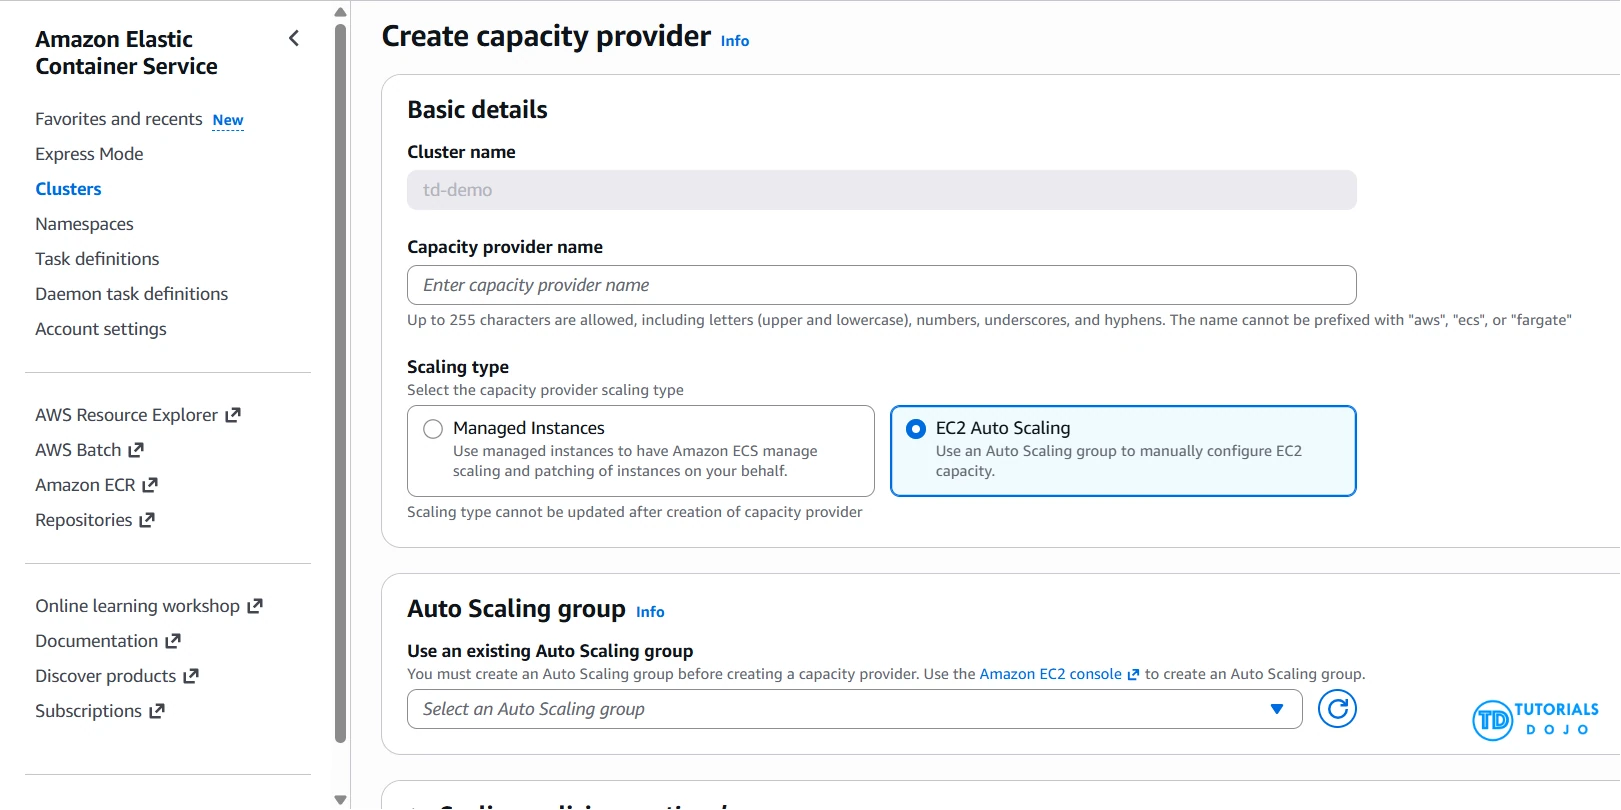 Amazon Elastic
Container Service
Favorites and recents New
Express Mode
Clusters
Namespaces
Task definitions
Daemon task definitions
Account settings
AWS Resource Explorer
AWS Batch
Amazon ECR
Repositories
Online learning workshop
Documentation
Discover products
Subscriptions
Create capacity provider Info
Basic details
Cluster name
td-demo
Capacity provider name
Enter capacity provider name
Up to 255 characters are allowed, including letters (upper and lowercase), numbers, underscores, and hyphens. The name cannot be prefixed with "aws", "ecs", or "fargate"
Scaling type
Select the capacity provider scaling type
Managed Instances
Use managed instances to have Amazon ECS manage
scaling and patching of instances on your behalf.
EC2 Auto Scaling
Use an Auto Scaling group to manually configure EC2
capacity.
Scaling type cannot be updated after creation of capacity provider
Auto Scaling group Info
Use an existing Auto Scaling group
You must create an Auto Scaling group before creating a capacity provider. Use the Amazon EC2 console to create an Auto Scaling group.
Select an Auto Scaling group
TD TUTORIALS
DOJO